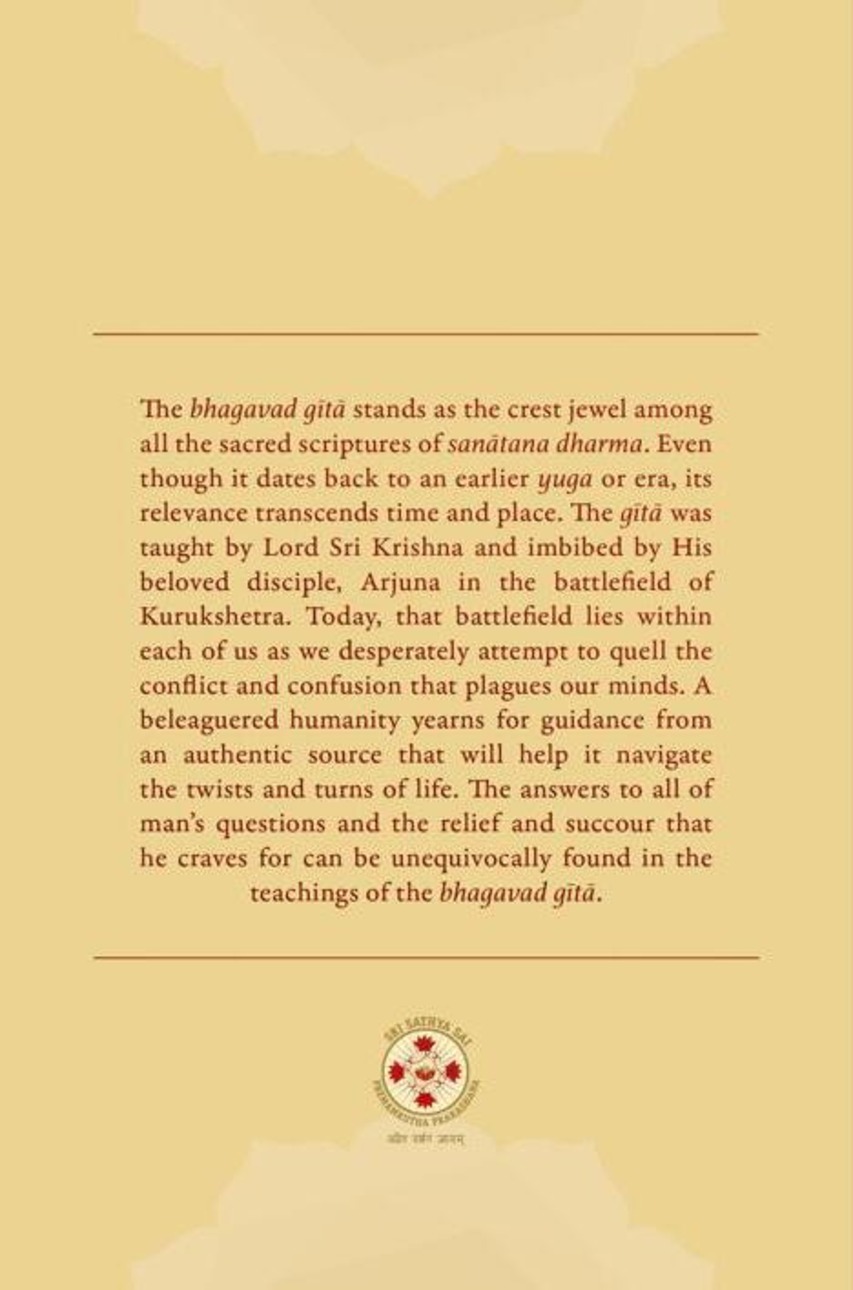 The bhagavad gītā stands as the crest jewel among
all the sacred scriptures of sanātana dharma. Even
though it dates back to an earlier yuga or era, its
relevance transcends time and place. The gītā was
taught by Lord Sri Krishna and imbibed by His
beloved disciple, Arjuna in the battlefield of
Kurukshetra. Today, that battlefield lies within
each of us as we desperately attempt to quell the
conflict and confusion that plagues our minds. A
beleaguered humanity yearns for guidance from
an authentic source that will help it navigate
the twists and turns of life. The answers to all of
man's questions and the relief and succour that
he craves for can be unequivocally found in the
teachings of the bhagavad gītā.
SRI SATHYA SAI
PREMAMRUTHA PRAKASHANA